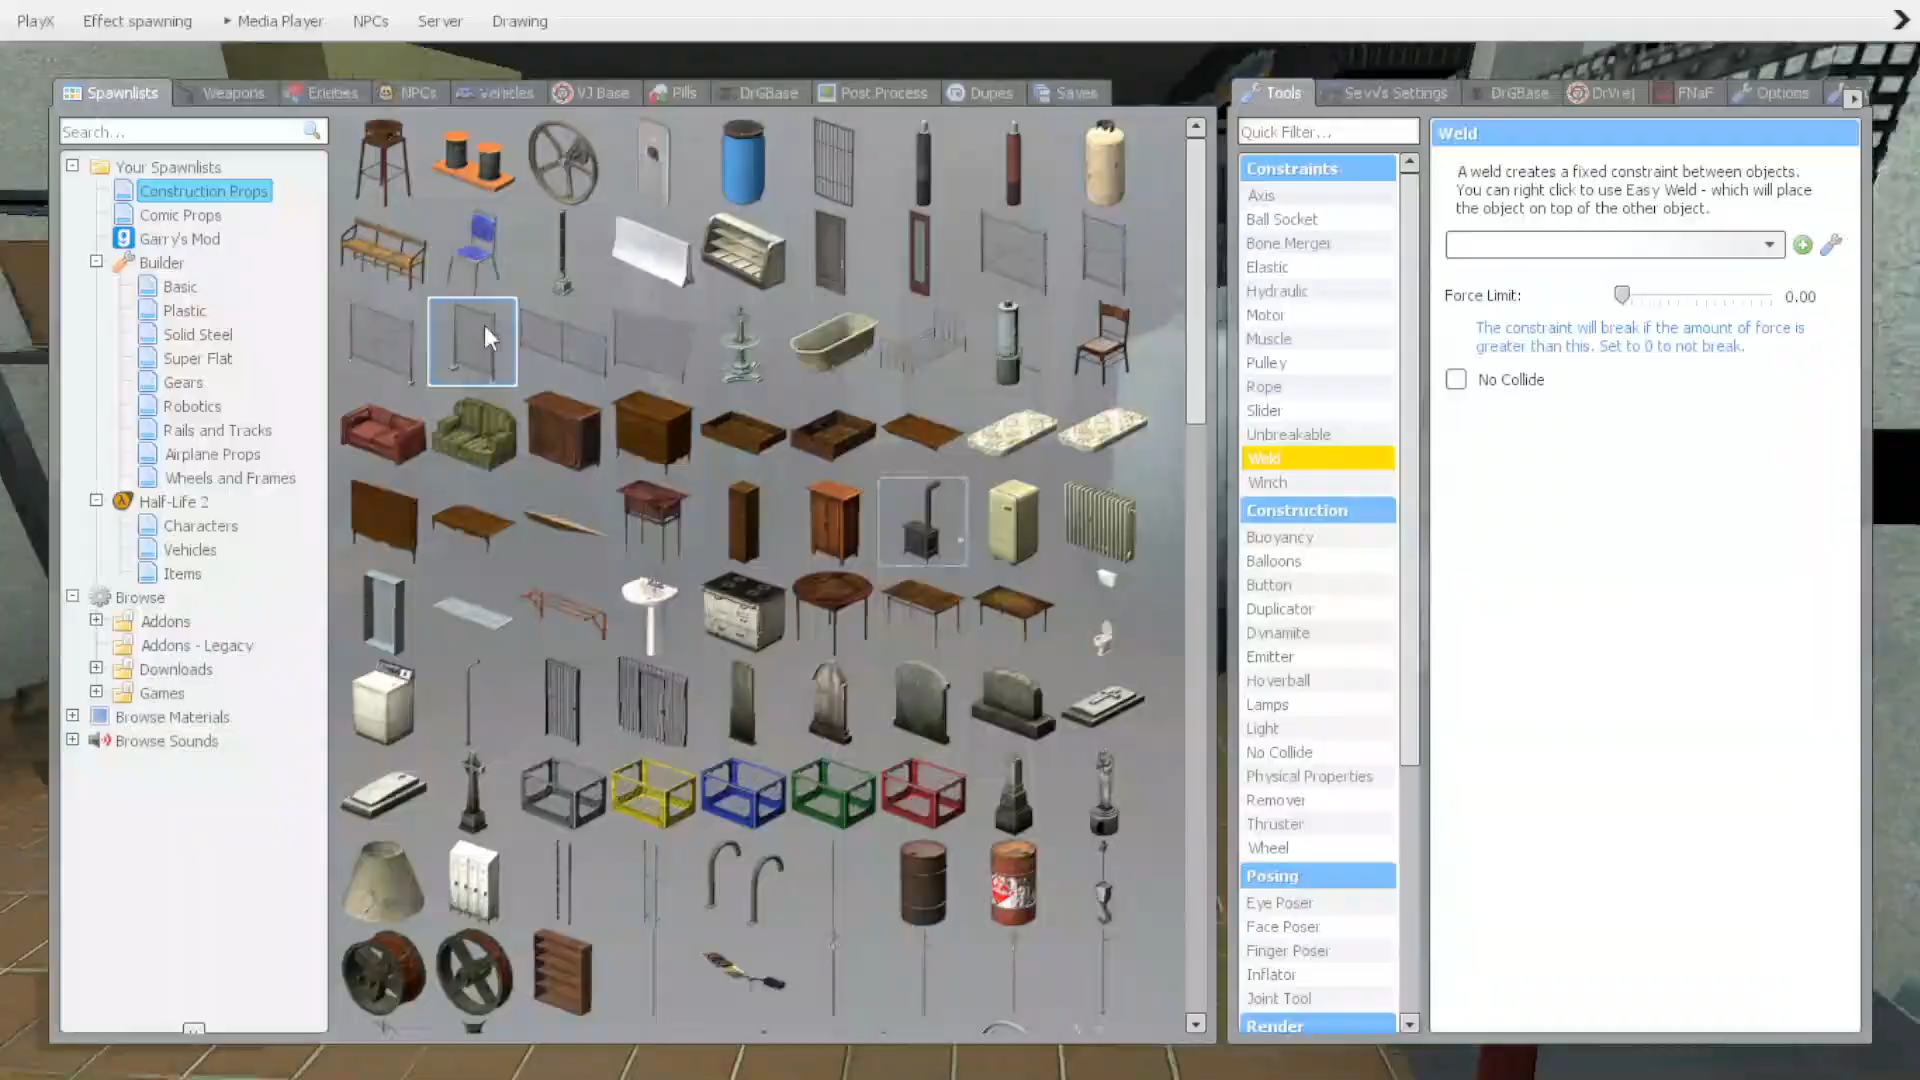 PlayX Effect spawning Media Player NPCs Server Drawing
Spawnlists Weapons Entities NPCs Vehicles VJ Base Pills DrGBase Post Process Dupes Saves
Tools Sevv's Settings DrGBase DrVrej FNaF Options
Search...
Your Spawnlists
Construction Props
Comic Props
Garry's Mod
Builder
Basic
Plastic
Solid Steel
Super Flat
Gears
Robotics
Rails and Tracks
Airplane Props
Wheels and Frames
Half-Life 2
Characters
Vehicles
Items
Browse
Addons
Addons - Legacy
Downloads
Games
Browse Materials
Browse Sounds
Quick Filter...
Constraints
Axis
Ball Socket
Bone Merger
Elastic
Hydraulic
Motor
Muscle
Pulley
Rope
Slider
Unbreakable
Weld
Winch
Construction
Buoyancy
Balloons
Button
Duplicator
Dynamite
Emitter
Hoverball
Lamps
Light
No Collide
Physical Properties
Remover
Thruster
Wheel
Posing
Eye Poser
Face Poser
Finger Poser
Inflator
Joint Tool
Render
Weld
A weld creates a fixed constraint between objects.
You can right click to use Easy Weld - which will place
the object on top of the other object.
Force Limit: 0.00
The constraint will break if the amount of force is
greater than this. Set to 0 to not break.
No Collide